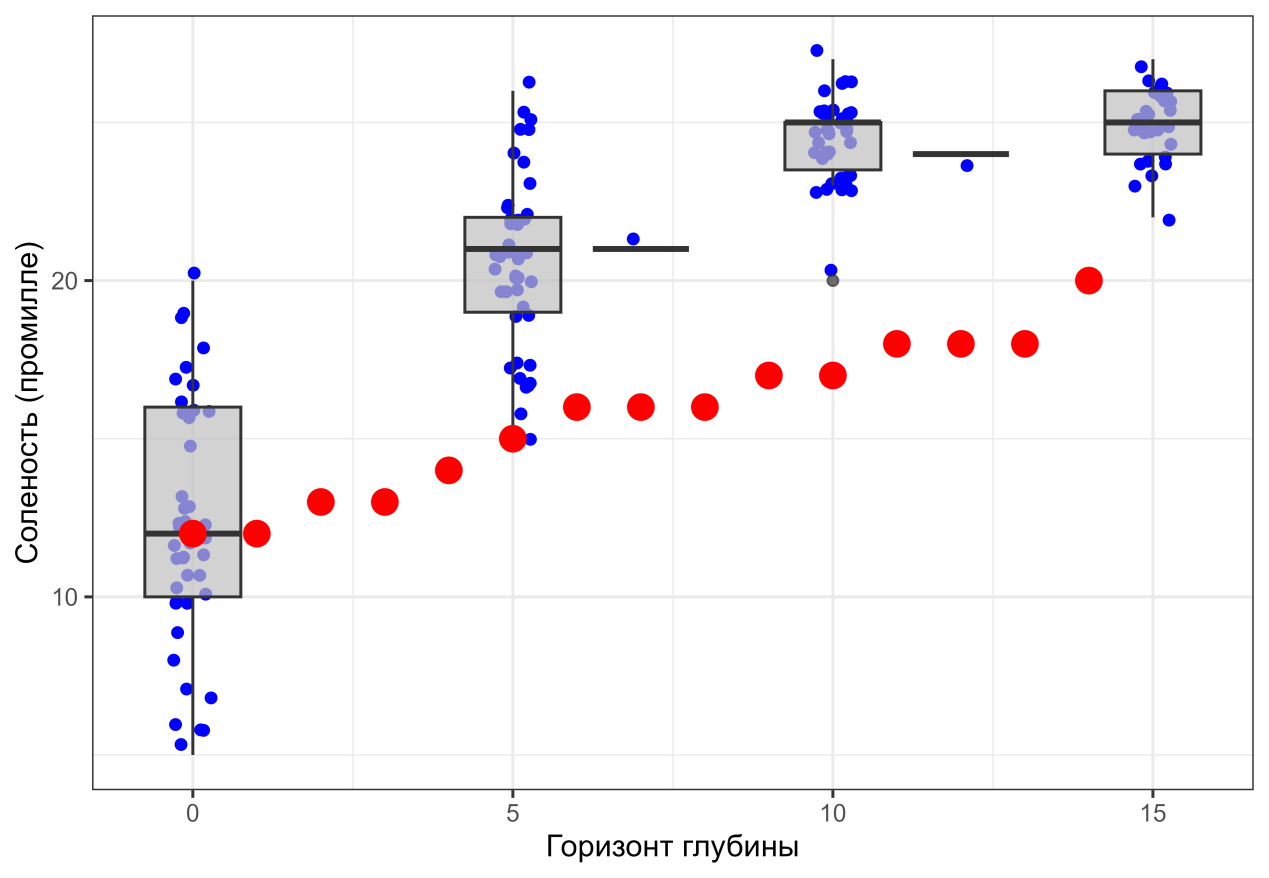 Соленость (промилле)
20
10
0 5 10 15
Горизонт глубины